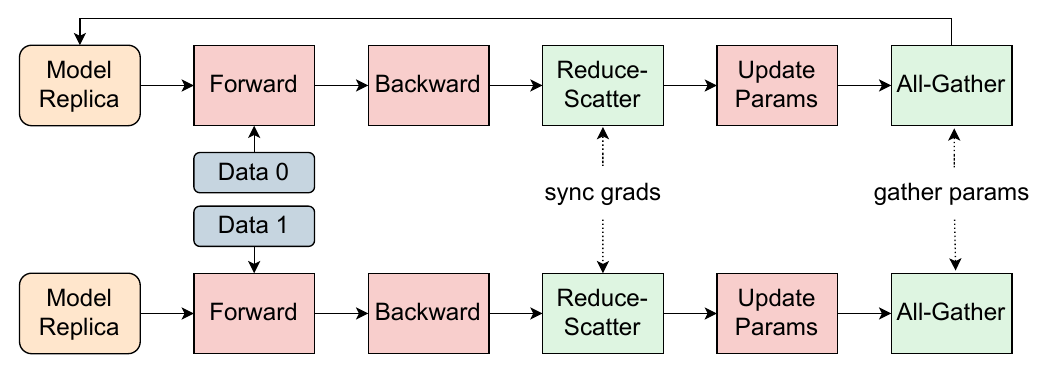 Model
Replica
Forward
Backward
Reduce-
Scatter
Update
Params
All-Gather
Data 0
sync grads
gather params
Data 1
Model
Replica
Forward
Backward
Reduce-
Scatter
Update
Params
All-Gather